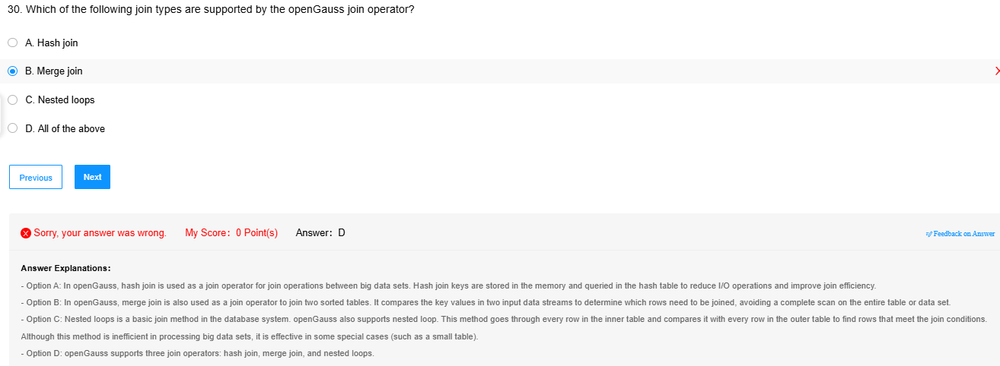 30. Which of the following join types are supported by the openGauss join operator?
A. Hash join
B. Merge join
C. Nested loops
D. All of the above
Previous Next
Sorry, your answer was wrong. My Score: 0 Point(s) Answer: D Feedback on Answer
Answer Explanations:
- Option A: In openGauss, hash join is used as a join operator for join operations between big data sets. Hash join keys are stored in the memory and queried in the hash table to reduce I/O operations and improve join efficiency.
- Option B: In openGauss, merge join is also used as a join operator to join two sorted tables. It compares the key values in two input data streams to determine which rows need to be joined, avoiding a complete scan on the entire table or data set.
- Option C: Nested loops is a basic join method in the database system. openGauss also supports nested loop. This method goes through every row in the inner table and compares it with every row in the outer table to find rows that meet the join conditions.
Although this method is inefficient in processing big data sets, it is effective in some special cases (such as a small table).
- Option D: openGauss supports three join operators: hash join, merge join, and nested loops.